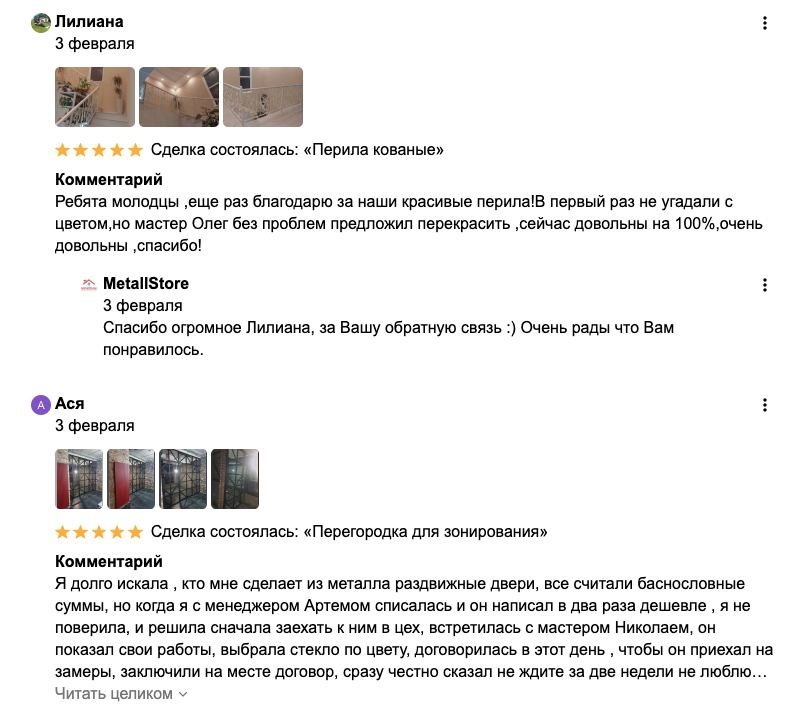 Лилиана
3 февраля
Сделка состоялась: «Перила кованые»
Комментарий
Ребята молодцы ,еще раз благодарю за наши красивые перила!В первый раз не угадали с
цветом,но мастер Олег без проблем предложил перекрасить ,сейчас довольны на 100%,очень
довольны ,спасибо!
MetallStore
3 февраля
Спасибо огромное Лилиана, за Вашу обратную связь :) Очень рады что Вам
понравилось.
А
Ася
3 февраля
Сделка состоялась: «Перегородка для зонирования»
Комментарий
Я долго искала , кто мне сделает из металла раздвижные двери, все считали баснословные
суммы, но когда я с менеджером Артемом списалась и он написал в два раза дешевле , я не
поверила, и решила сначала заехать к ним в цех, встретилась с мастером Николаем, он
показал свои работы, выбрала стекло по цвету, договорилась в этот день , чтобы он приехал на
замеры, заключили на месте договор, сразу честно сказал не ждите за две недели не люблю…
Читать целиком